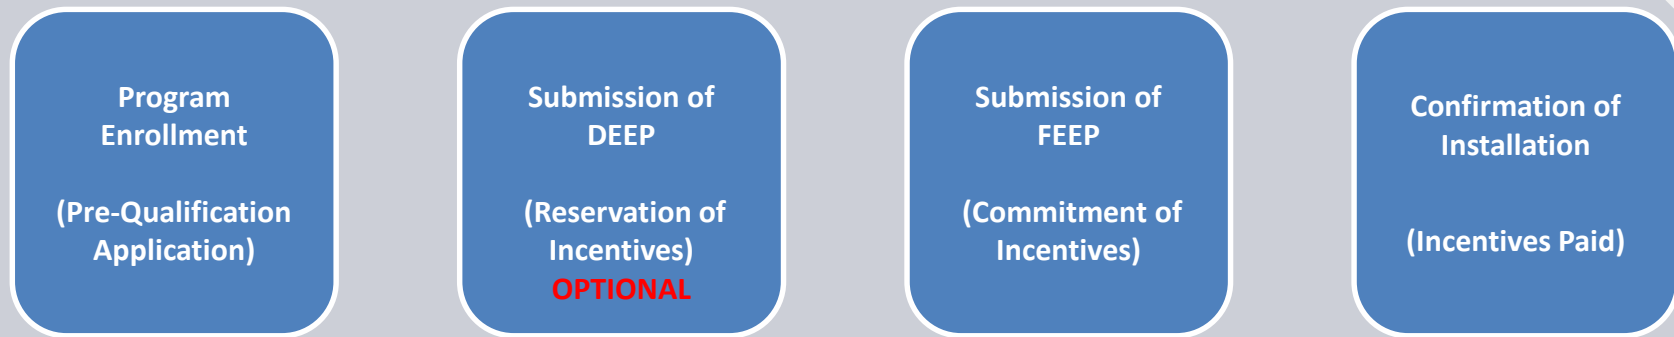 Program
Enrollment
(Pre-Qualification
Application)
Submission of
DEEP
(Reservation of
Incentives)
OPTIONAL
Submission of
FEEP
(Commitment of
Incentives)
Confirmation of
Installation
(Incentives Paid)